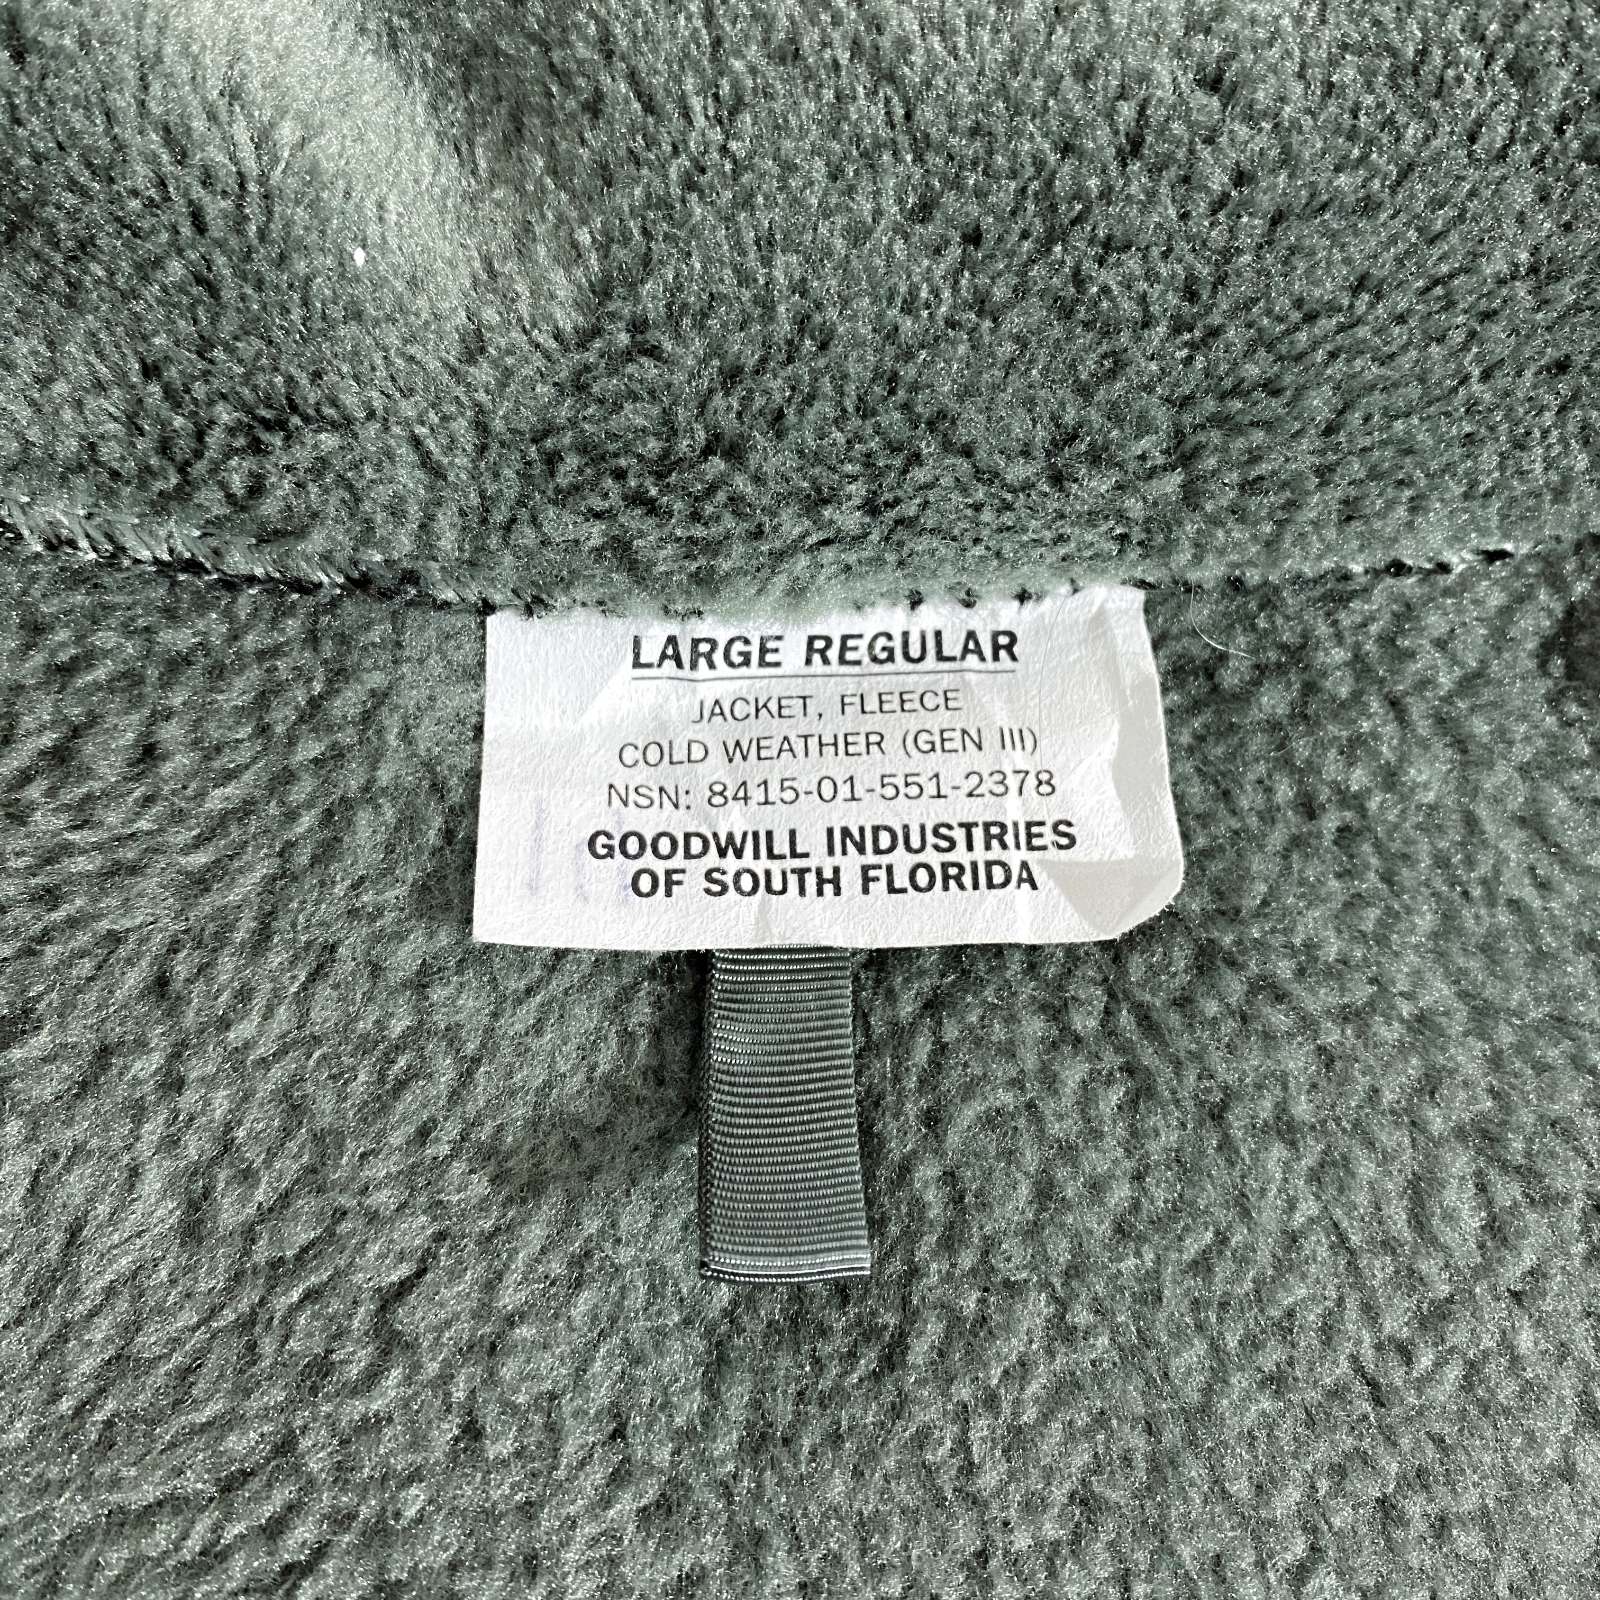 LARGE REGULAR
JACKET, FLEECE
COLD WEATHER (GEN III)
NSN: 8415-01-551-2378
GOODWILL INDUSTRIES
OF SOUTH FLORIDA